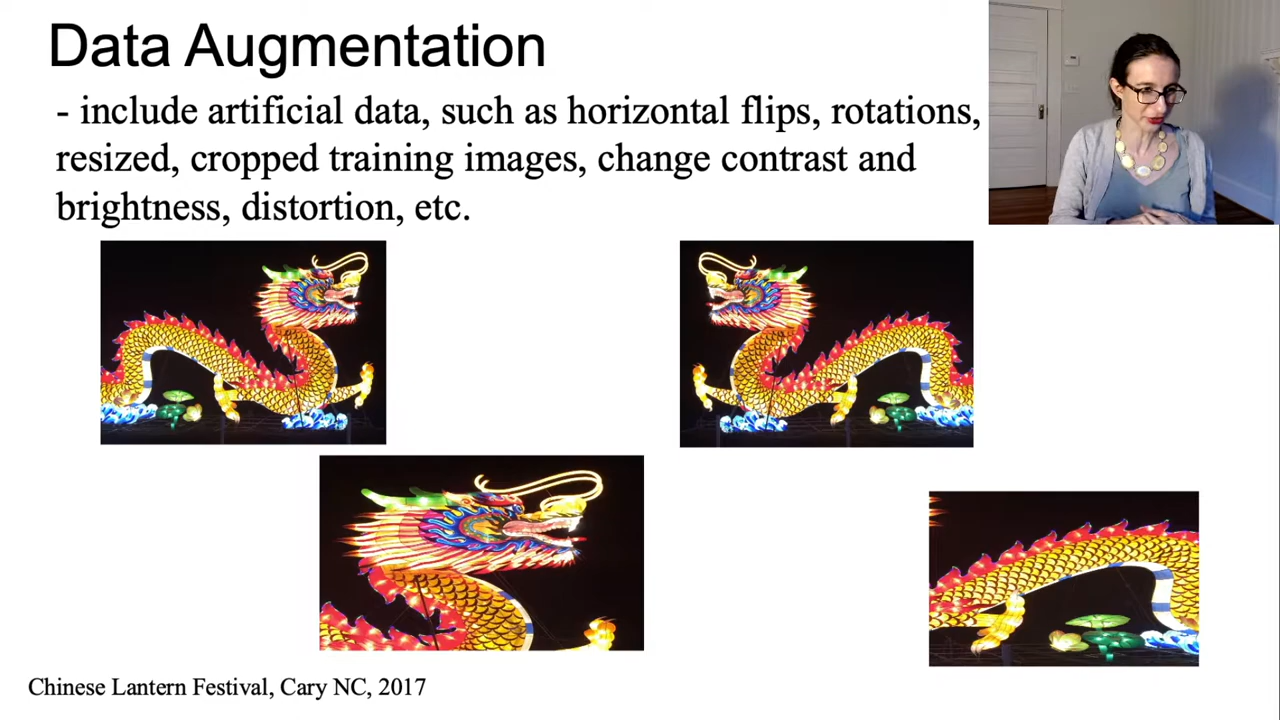 Data Augmentation
- include artificial data, such as horizontal flips, rotations,
resized, cropped training images, change contrast and
brightness, distortion, etc.
Chinese Lantern Festival, Cary NC, 2017